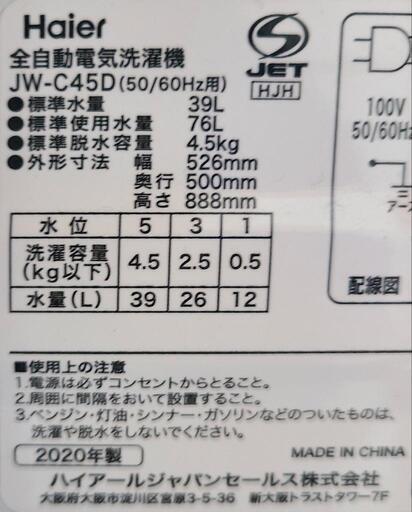 Haier
全自動電気洗濯機
JW-C45D(50/60Hz用)
JET
HJH
●標準水量 39L
●標準使用水量 76L
●標準脱水容量 4.5kg
●外形寸法 幅 526mm
奥行 500mm
高さ 888mm
100V
50/60Hz
アース
配線図
水位 5 3 1
洗濯容量(kg以下) 4.5 2.5 0.5
水量(L) 39 26 12
■使用上の注意
1.電源は必ずコンセントからとること。
2.周囲に間隔をおいて設置すること。
3.ベンジン・灯油・シンナー・ガソリンなどのついたものは、
洗濯や脱水をしないでください。
2020年製
MADE IN CHINA
ハイアールジャパンセールス株式会社
大阪府大阪市淀川区宮原3-5-36 新大阪トラストタワー7F